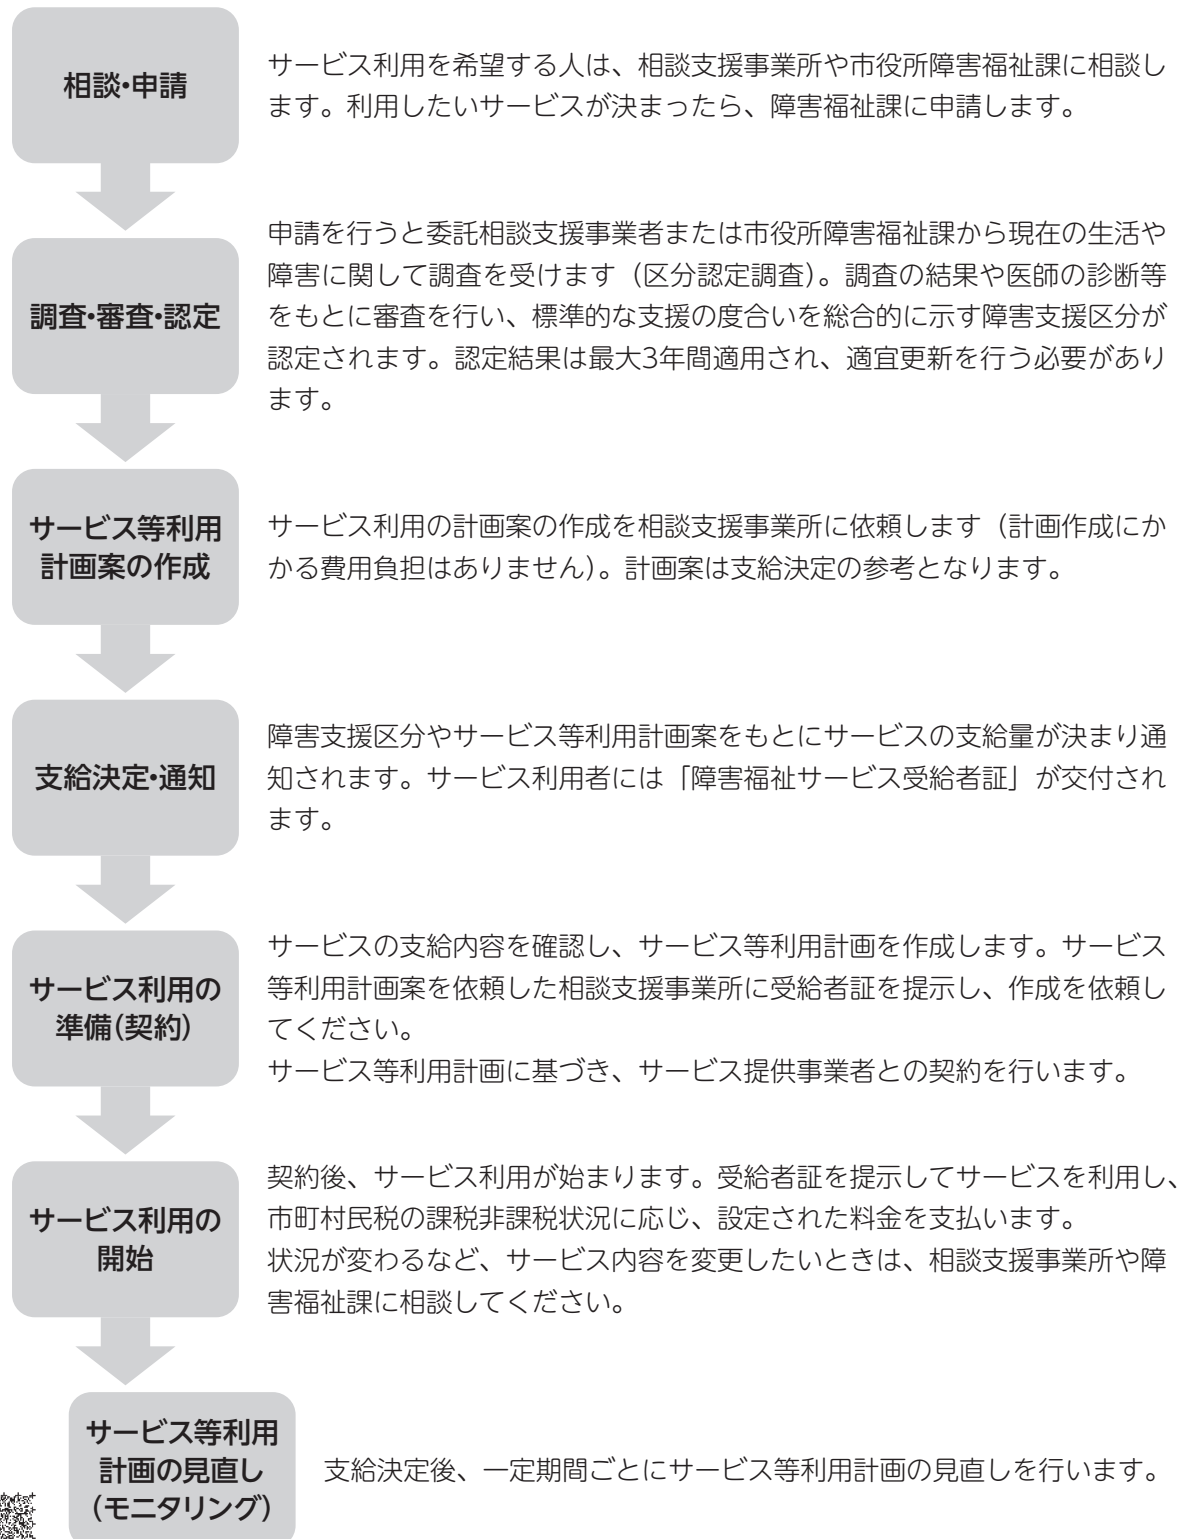 相談・申請
サービス利用を希望する人は、相談支援事業所や市役所障害福祉課に相談し
ます。利用したいサービスが決まったら、障害福祉課に申請します。
調査・審査・認定
申請を行うと委託相談支援事業者または市役所障害福祉課から現在の生活や
障害に関して調査を受けます（区分認定調査）。調査の結果や医師の診断等
をもとに審査を行い、標準的な支援の度合いを総合的に示す障害支援区分が
認定されます。認定結果は最大3年間適用され、適宜更新を行う必要があり
ます。
サービス等利用
計画案の作成
サービス利用の計画案の作成を相談支援事業所に依頼します（計画作成にか
かる費用負担はありません）。計画案は支給決定の参考となります。
支給決定・通知
障害支援区分やサービス等利用計画案をもとにサービスの支給量が決まり通
知されます。サービス利用者には「障害福祉サービス受給者証」が交付され
ます。
サービス利用の
準備（契約）
サービスの支給内容を確認し、サービス等利用計画を作成します。サービス
等利用計画案を依頼した相談支援事業所に受給者証を提示し、作成を依頼し
てください。
サービス等利用計画に基づき、サービス提供事業者との契約を行います。
サービス利用の
開始
契約後、サービス利用が始まります。受給者証を提示してサービスを利用し、
市町村民税の課税非課税状況に応じ、設定された料金を支払います。
状況が変わるなど、サービス内容を変更したいときは、相談支援事業所や障
害福祉課に相談してください。
サービス等利用
計画の見直し
（モニタリング）
支給決定後、一定期間ごとにサービス等利用計画の見直しを行います。